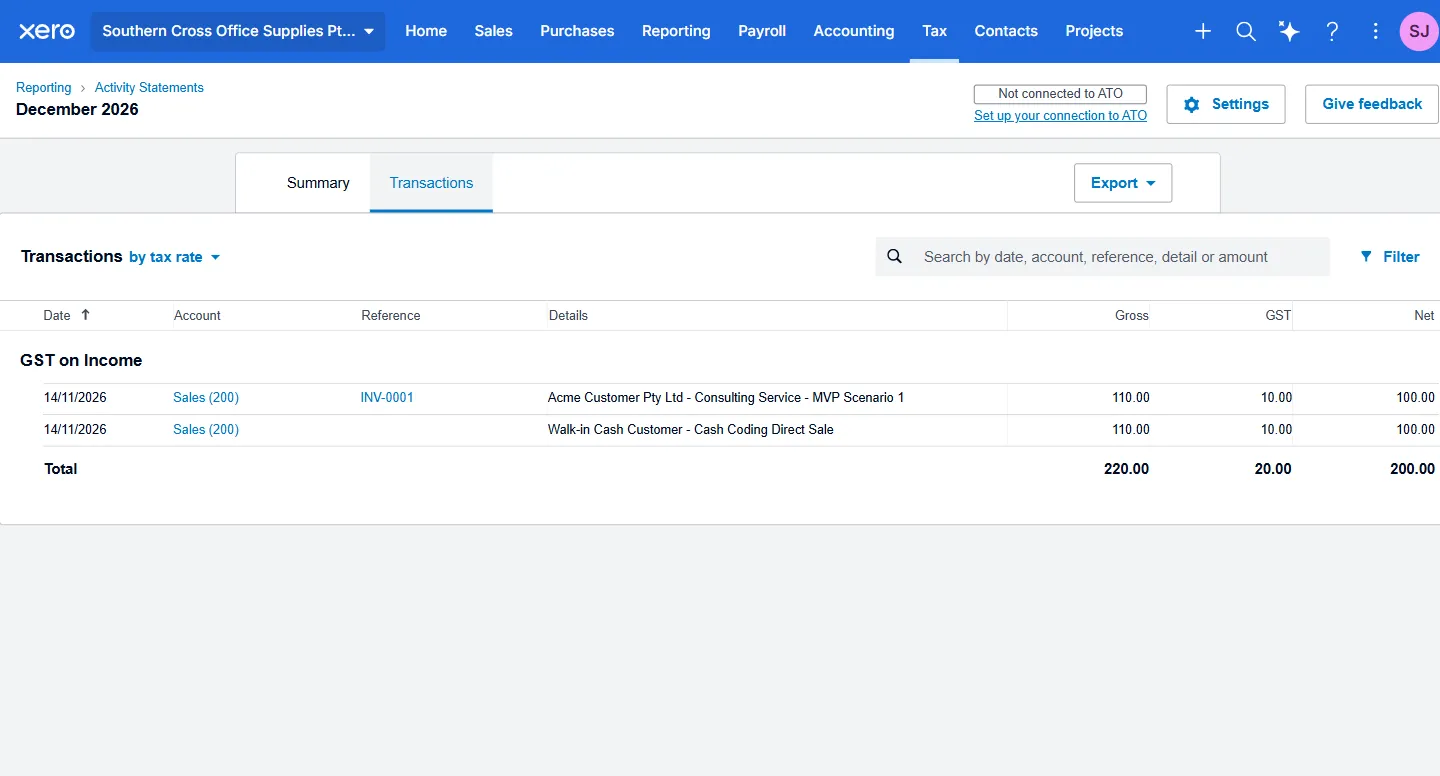 xero Southern Cross Office Supplies Pt... Home Sales Purchases Reporting Payroll Accounting Tax Contacts Projects ? SJ
Reporting › Activity Statements
December 2026
Not connected to ATO
Set up your connection to ATO
Settings
Give feedback
Summary Transactions Export
Transactions by tax rate Search by date, account, reference, detail or amount Filter
Date ↑ Account Reference Details Gross GST Net
GST on Income
14/11/2026 Sales (200) INV-0001 Acme Customer Pty Ltd - Consulting Service - MVP Scenario 1 110.00 10.00 100.00
14/11/2026 Sales (200) Walk-in Cash Customer - Cash Coding Direct Sale 110.00 10.00 100.00
Total 220.00 20.00 200.00